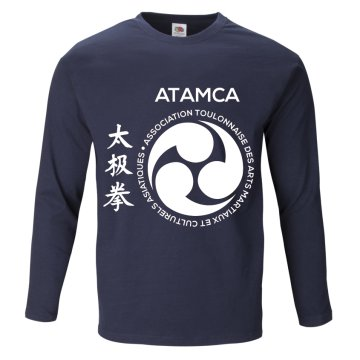 ATAMCA
• ASSOCIATION TOULONNAISE DES ARTS MARTIAUX ET CULTURELS ASIATIQUES
太极拳